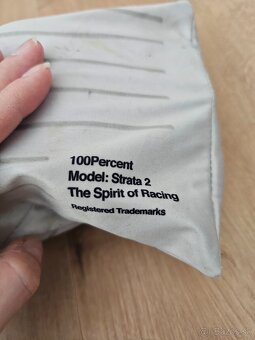 100Percent
Model: Strata 2
The Spirit of Racing
Registered Trademarks